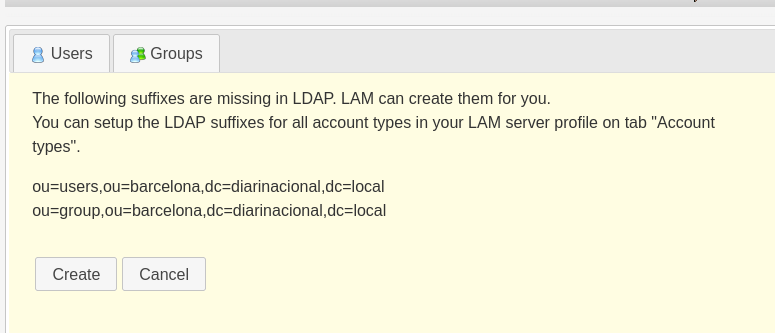 Users
Groups
The following suffixes are missing in LDAP. LAM can create them for you.
You can setup the LDAP suffixes for all account types in your LAM server profile on tab "Account
types".
ou=users,ou=barcelona,dc=diarinacional,dc=local
ou=group,ou=barcelona,dc=diarinacional,dc=local
Create
Cancel